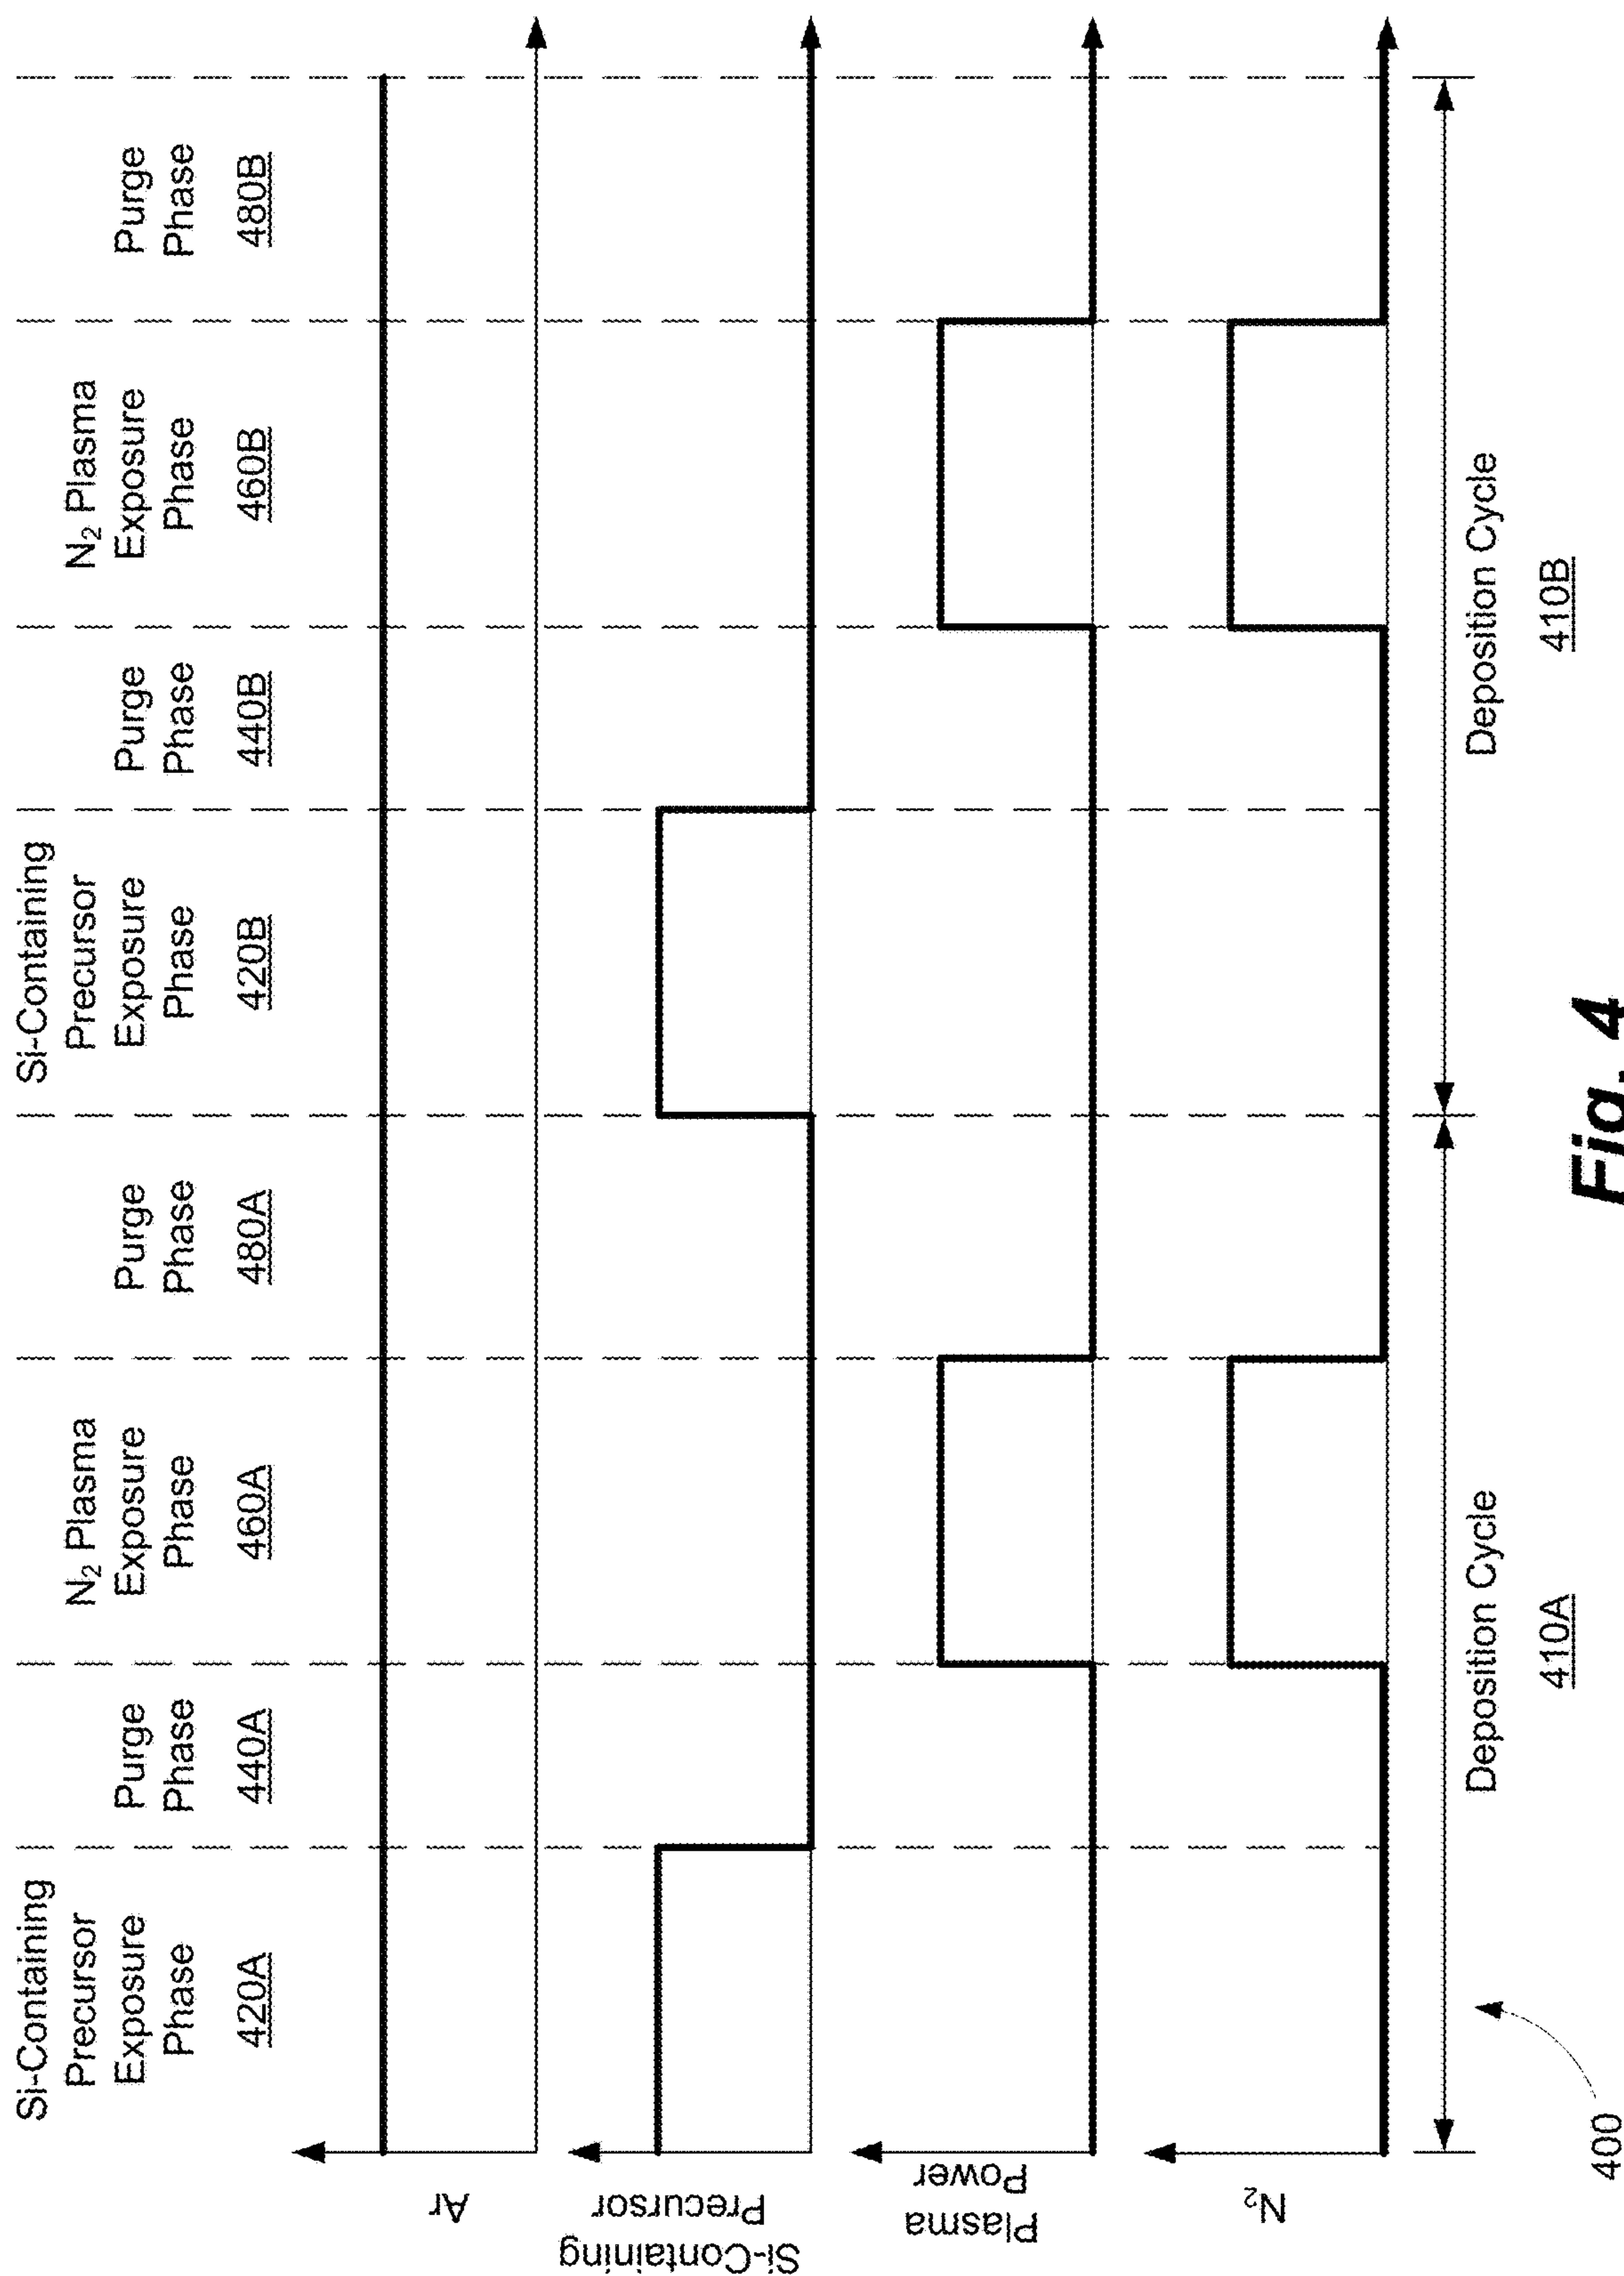 Si-Containing
Precursor
Exposure
Phase
420A
Purge
Phase
440A
N₂ Plasma
Exposure
Phase
460A
Purge
Phase
480A
Si-Containing
Precursor
Exposure
Phase
420B
Purge
Phase
440B
N₂ Plasma
Exposure
Phase
460B
Purge
Phase
480B
Ar
Si-Containing
Precursor
Plasma
Power
N₂
Deposition Cycle
410A
Deposition Cycle
410B
400
Fig. 4